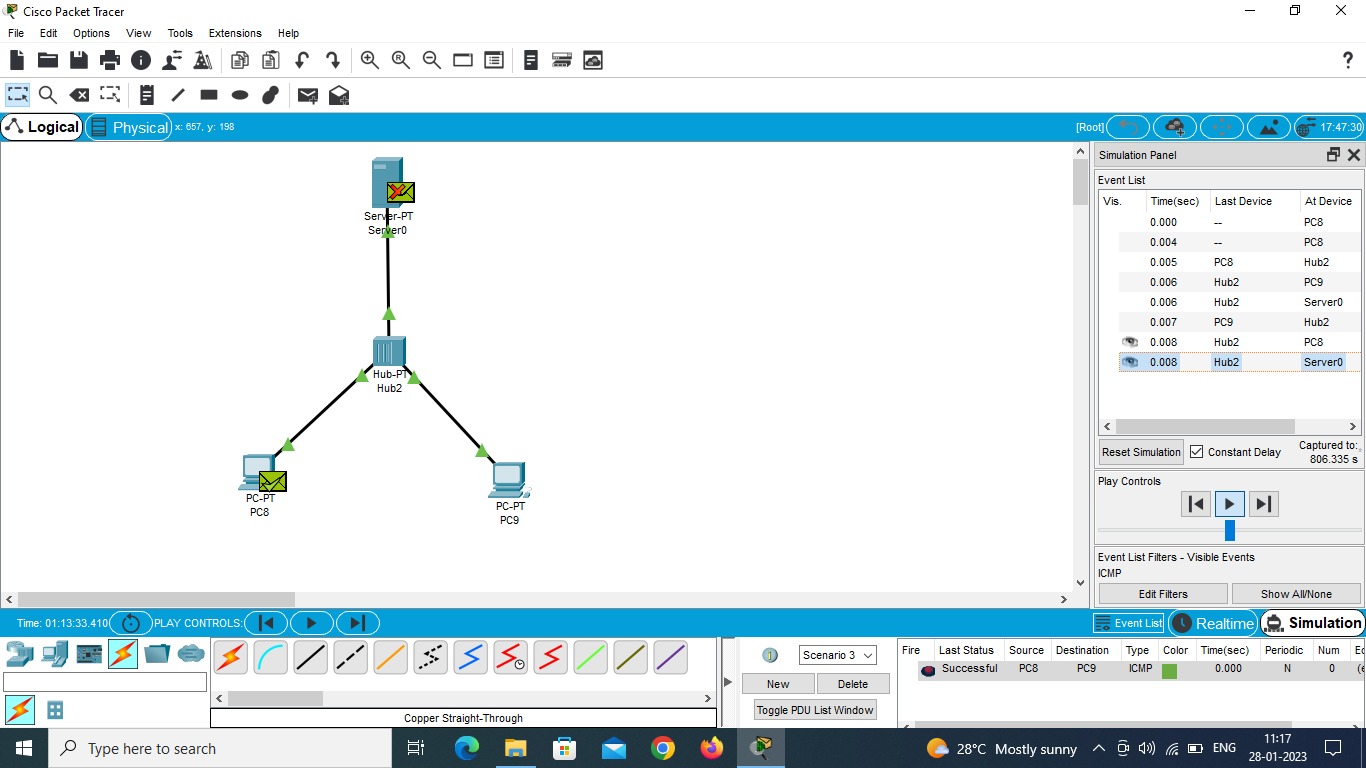 Cisco Packet Tracer
File Edit Options View Tools Extensions Help
Logical Physical x: 657, y: 198 [Root] 17:47:30
Server-PT
Server0
Hub-PT
Hub2
PC-PT
PC8
PC-PT
PC9
Simulation Panel
Event List
Vis. Time(sec) Last Device At Device
0.000 -- PC8
0.004 -- PC8
0.005 PC8 Hub2
0.006 Hub2 PC9
0.006 Hub2 Server0
0.007 PC9 Hub2
0.008 Hub2 PC8
0.008 Hub2 Server0
Reset Simulation Constant Delay Captured to:
806.335 s
Play Controls
Event List Filters - Visible Events
ICMP
Edit Filters Show All/None
Time: 01:13:33.410 PLAY CONTROLS: Event List Realtime Simulation
Scenario 3
New Delete
Toggle PDU List Window
Fire Last Status Source Destination Type Color Time(sec) Periodic Num
Successful PC8 PC9 ICMP 0.000 N 0
Copper Straight-Through
Type here to search
28°C Mostly sunny ENG 11:17
28-01-2023